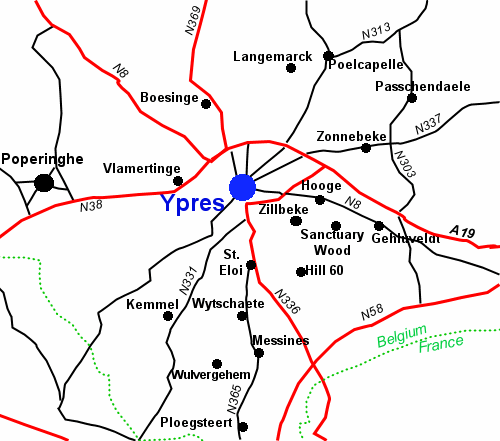 N369
N313
Langemarck
Poelcapelle
N8
Passchendaele
Boesinge
N337
Zonnebeke
Poperinghe
Vlamertinge
N303
Hooge
N38
Ypres
Zillbeke
N8
Sanctuary
Wood
Gehluveldt
A19
St.
Eloi
Hill 60
N331
N336
Kemmel
Wytschaete
N58
Belgium
France
Messines
Wulvergehem
N365
Ploegsteert